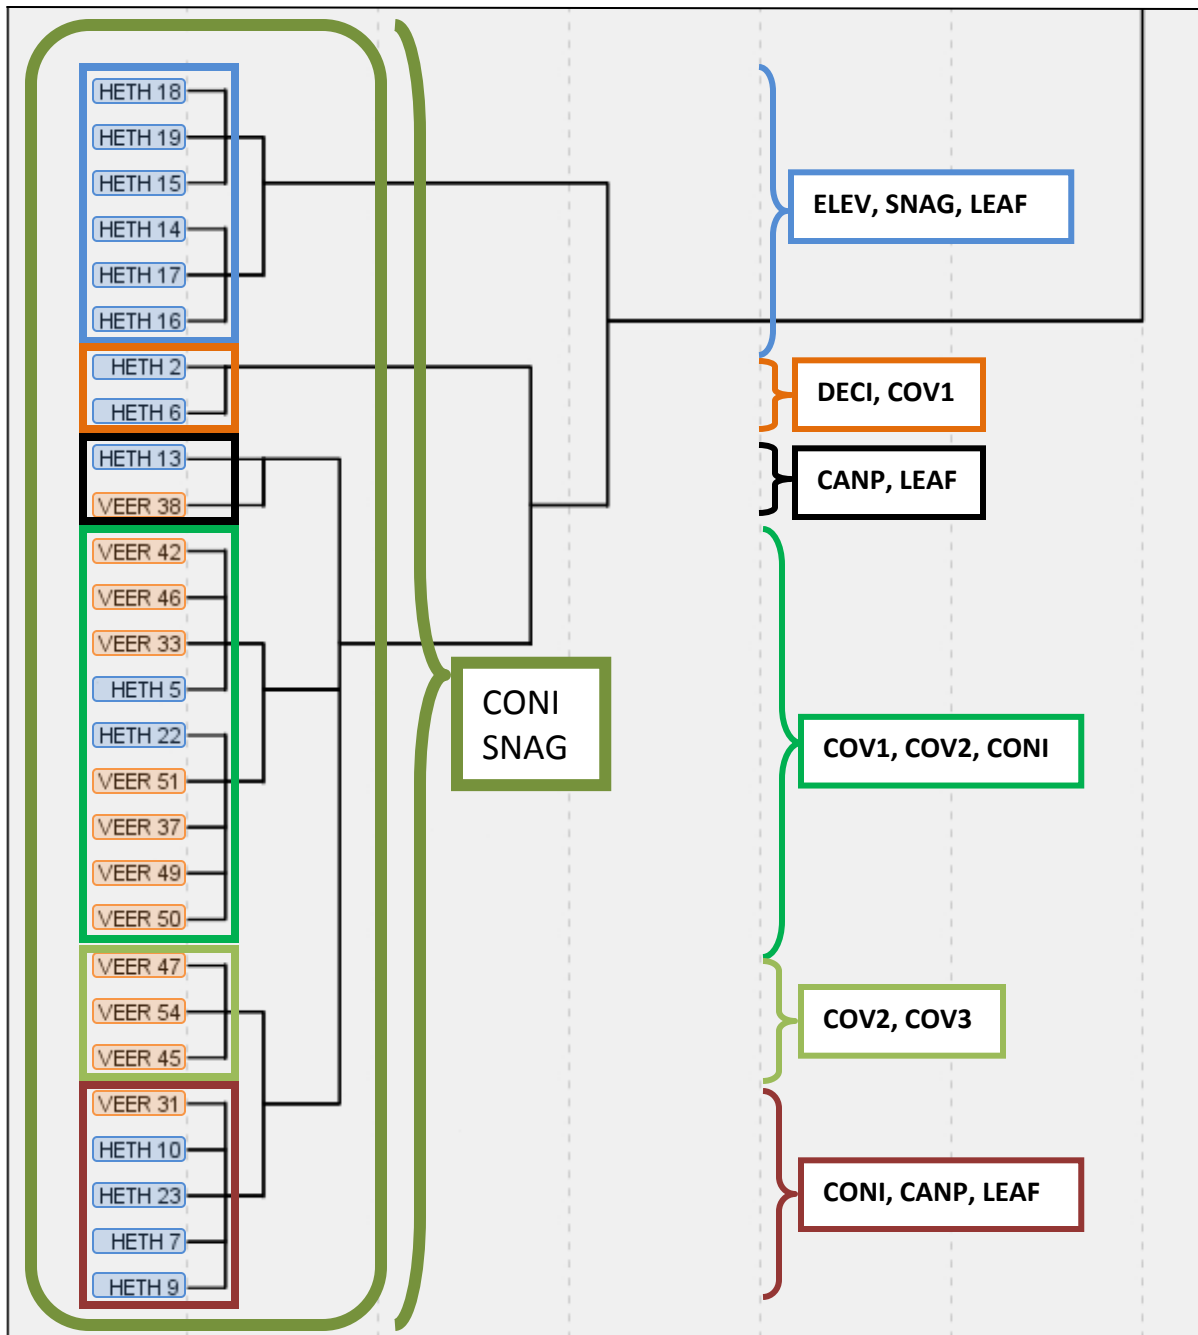 HETH 18
HETH 19
HETH 15
HETH 14
HETH 17
HETH 16
ELEV, SNAG, LEAF
HETH 2
HETH 6
DECI, COV1
HETH 13
VEER 38
CANP, LEAF
VEER 42
VEER 46
VEER 33
HETH 5
HETH 22
VEER 51
VEER 37
VEER 49
VEER 50
CONI
SNAG
COV1, COV2, CONI
VEER 47
VEER 54
VEER 45
COV2, COV3
VEER 31
HETH 10
HETH 23
HETH 7
HETH 9
CONI, CANP, LEAF